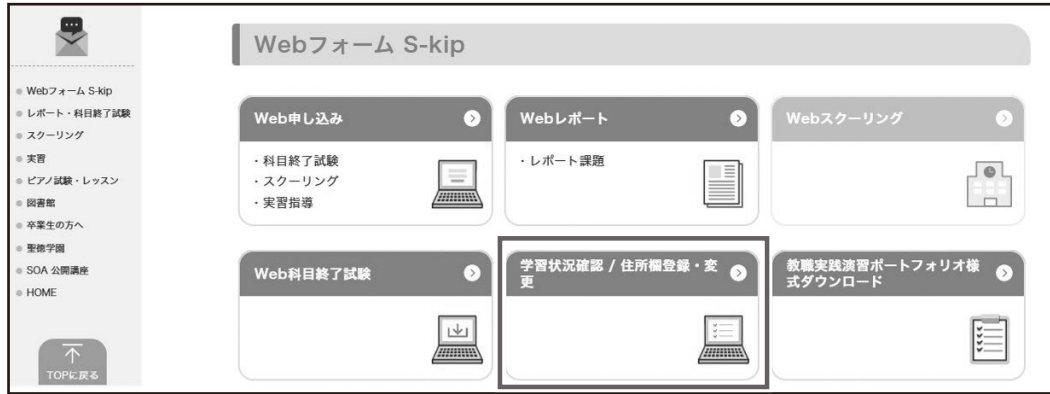 Webフォーム S-kip
レポート・科目終了試験
スクーリング
実習
ピアノ試験・レッスン
図書館
卒業生の方へ
聖徳学園
SOA 公開講座
HOME
TOPに戻る
Webフォーム S-kip
Web申し込み
・科目終了試験
・スクーリング
・実習指導
Webレポート
・レポート課題
Webスクーリング
Web科目終了試験
学習状況確認 / 住所欄登録・変
更
教職実践演習ポートフォリオ様
式ダウンロード